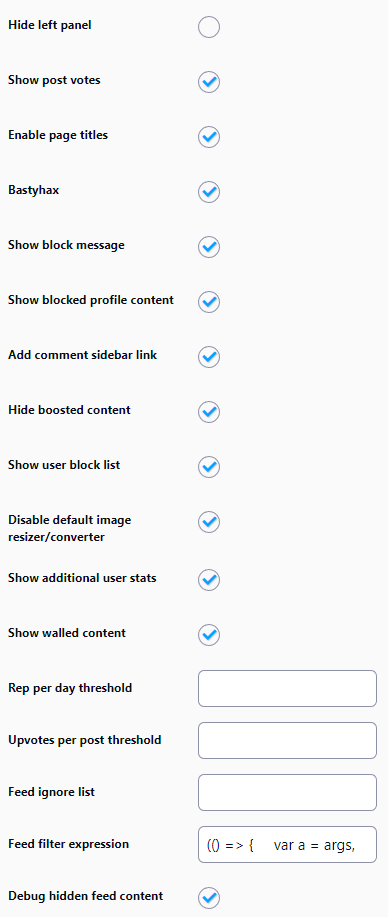 Hide left panel
Show post votes
Enable page titles
Bastyhax
Show block message
Show blocked profile content
Add comment sidebar link
Hide boosted content
Show user block list
Disable default image
resizer/converter
Show additional user stats
Show walled content
Rep per day threshold
Upvotes per post threshold
Feed ignore list
Feed filter expression
(() => {     var a = args,
Debug hidden feed content